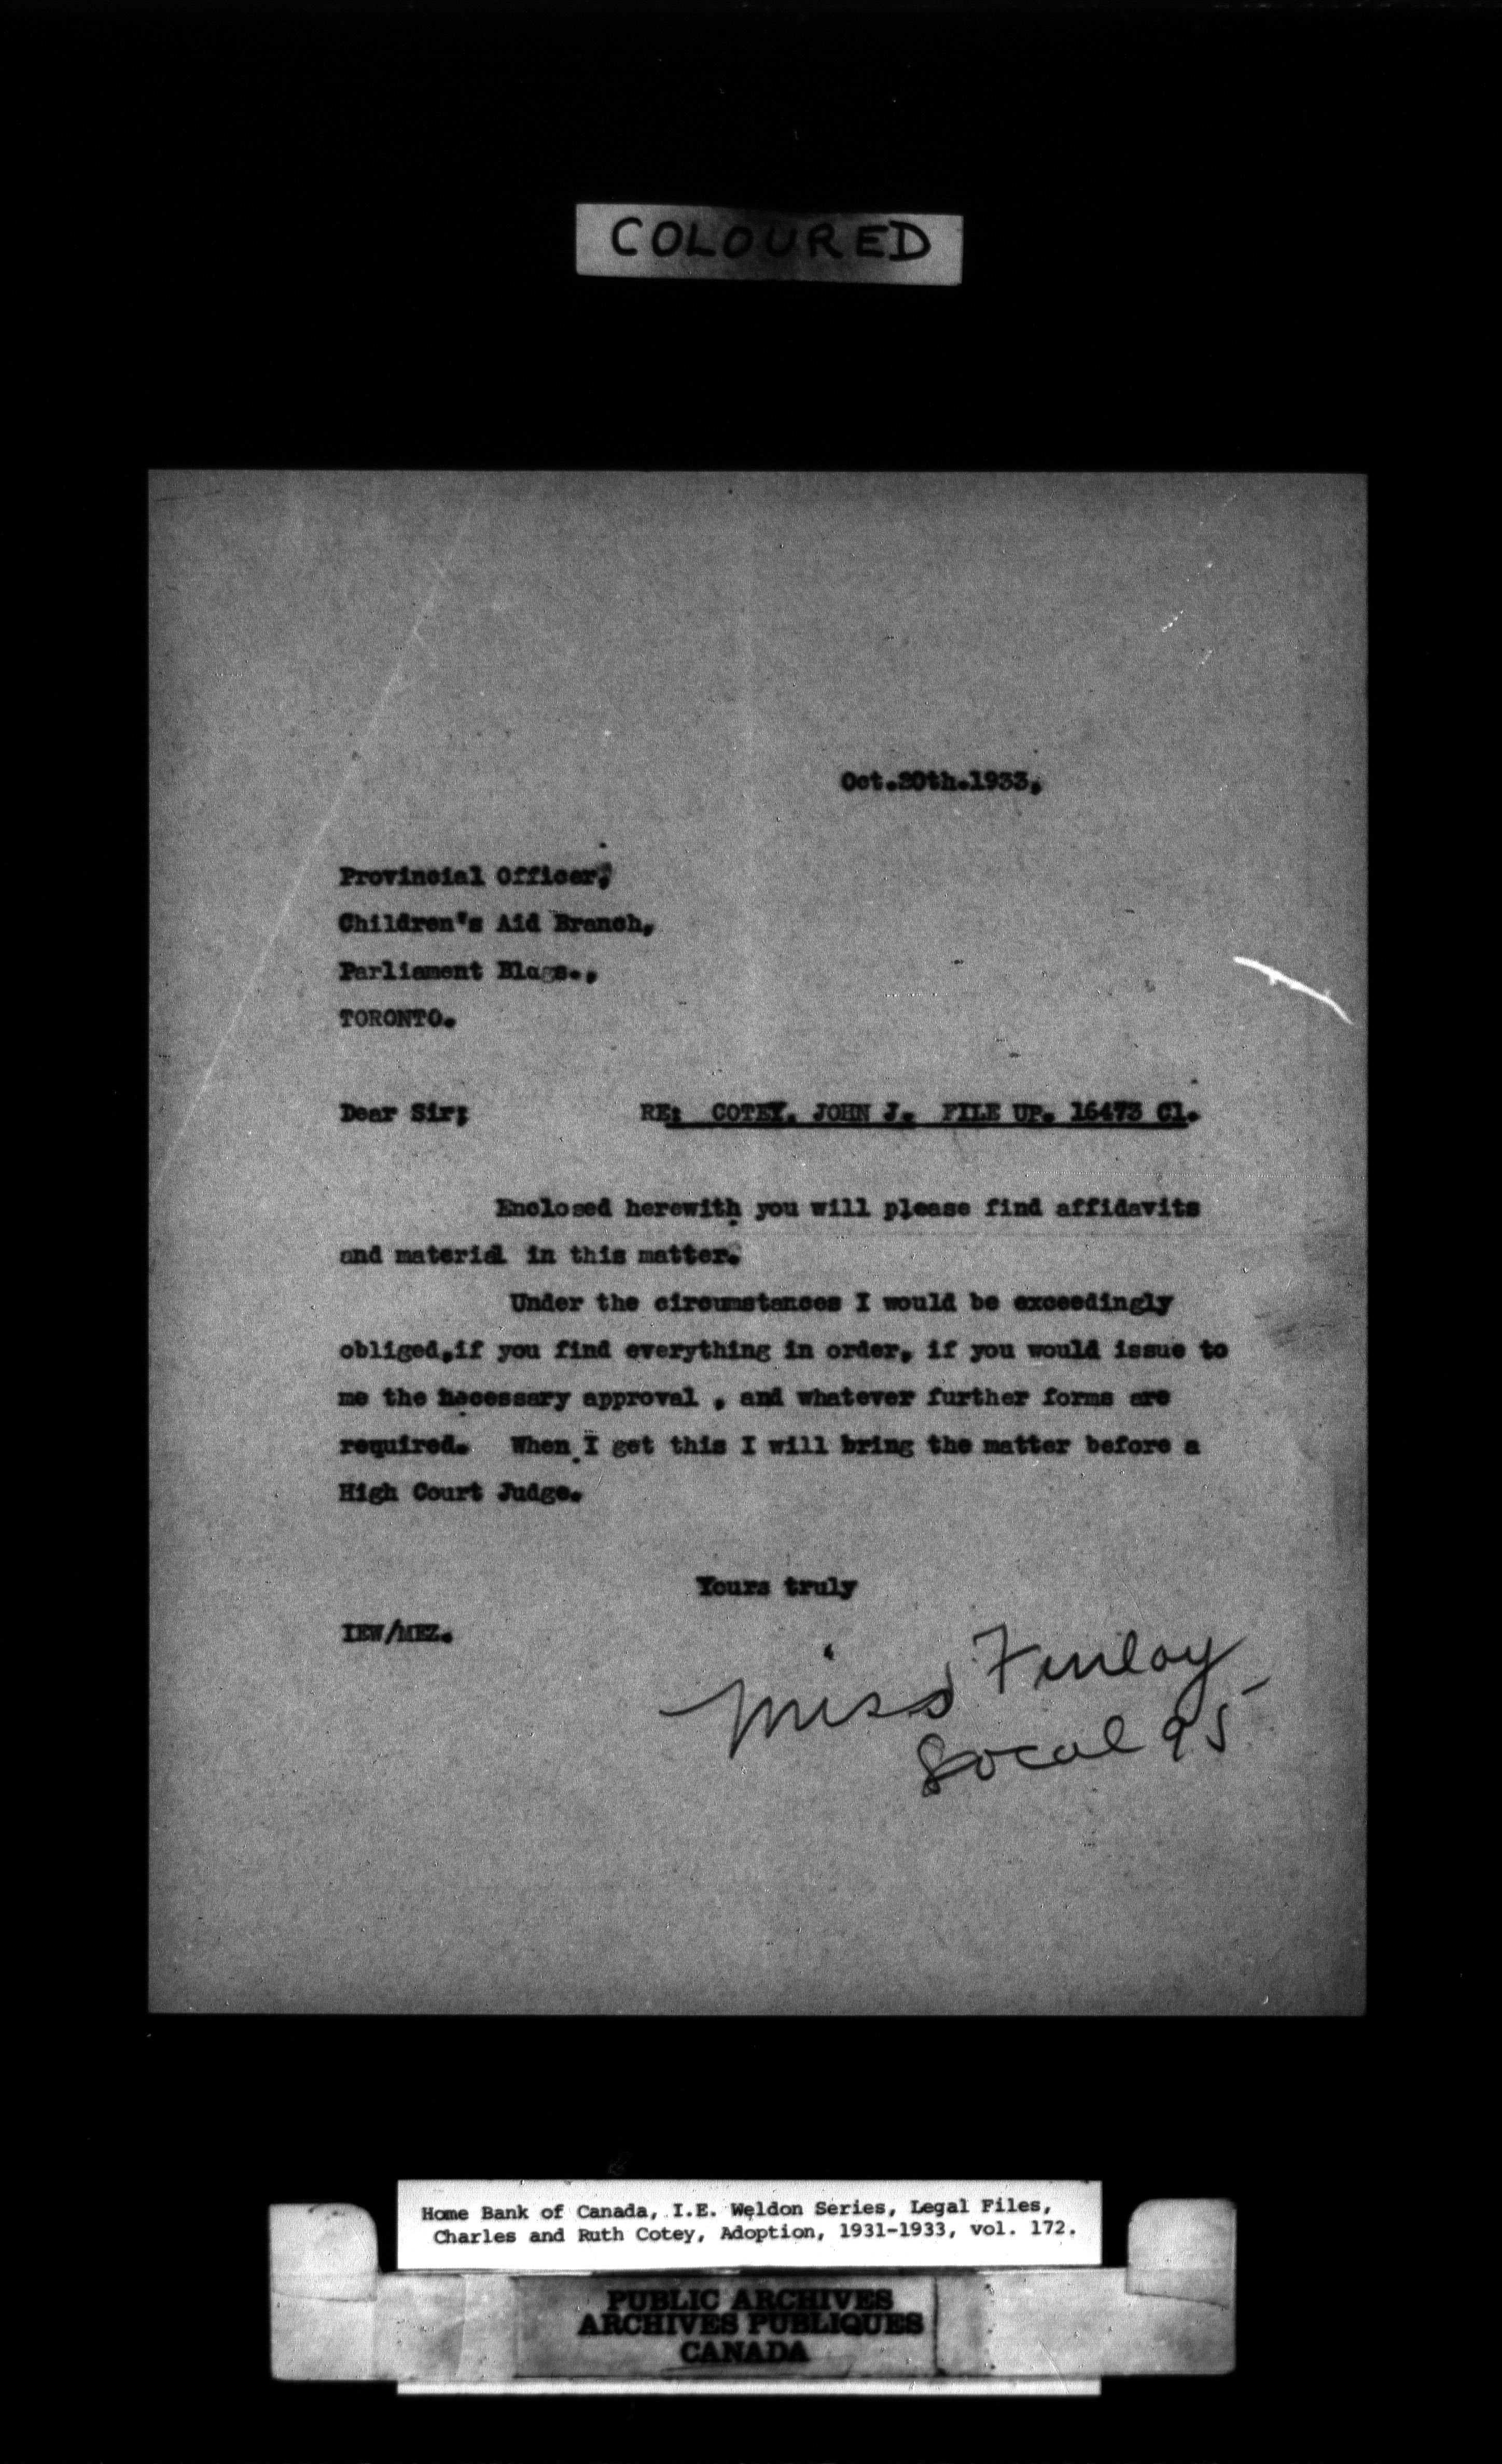 COLOURED
Oct.20th.1933,
Provincial Officer,
Children's Aid Branch,
Parliament Bldgs.,
TORONTO.
Dear Sir; RE: COTEY, JOHN J. FILE UP. 16473 Cl.
Enclosed herewith you will please find affidavits
and material in this matter.
Under the circumstances I would be exceedingly
obliged,if you find everything in order, if you would issue to
me the necessary approval , and whatever further forms are
required. When I get this I will bring the matter before a
High Court Judge.
Yours truly
IEW/MEZ.
Miss Finlay
Local 95
Home Bank of Canada, I.E. Weldon Series, Legal Files,
Charles and Ruth Cotey, Adoption, 1931-1933, vol. 172.
PUBLIC ARCHIVES
ARCHIVES PUBLIQUES
CANADA